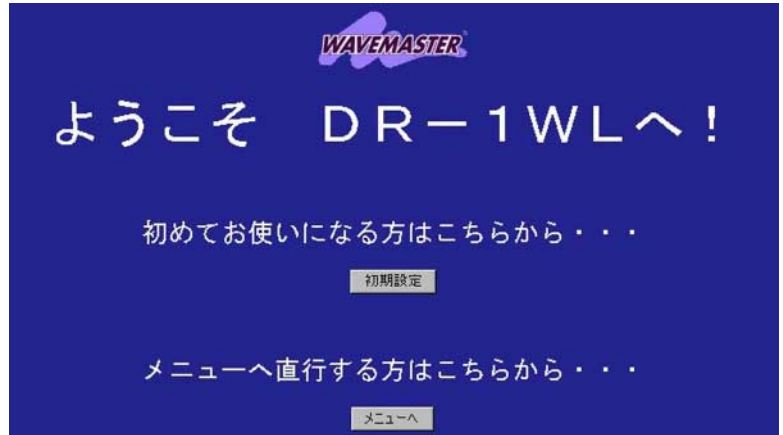 WAVEMASTER
ようこそ　ＤＲ－１ＷＬへ！
初めてお使いになる方はこちらから・・・
初期設定
メニューへ直行する方はこちらから・・・
メニューへ